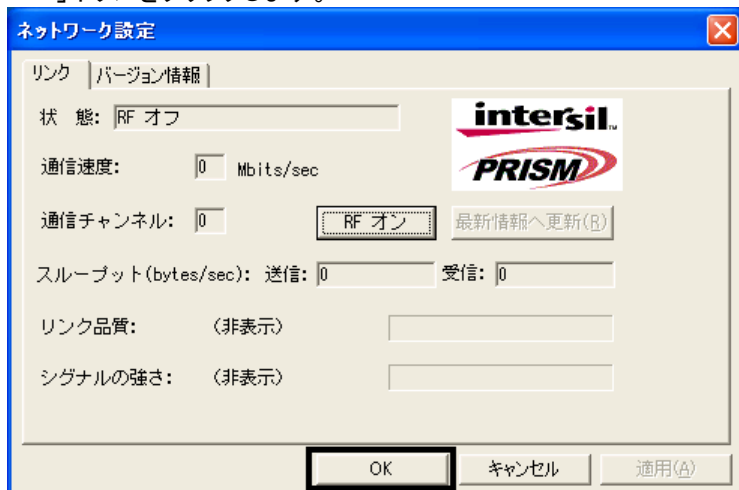 ネットワーク設定
リンク バージョン情報
状 態: RF オフ
intersil™
通信速度: 0 Mbits/sec
PRISM
通信チャンネル: 0 RF オン 最新情報へ更新(R)
スループット(bytes/sec): 送信: 0 受信: 0
リンク品質: (非表示)
シグナルの強さ: (非表示)
OK キャンセル 適用(A)